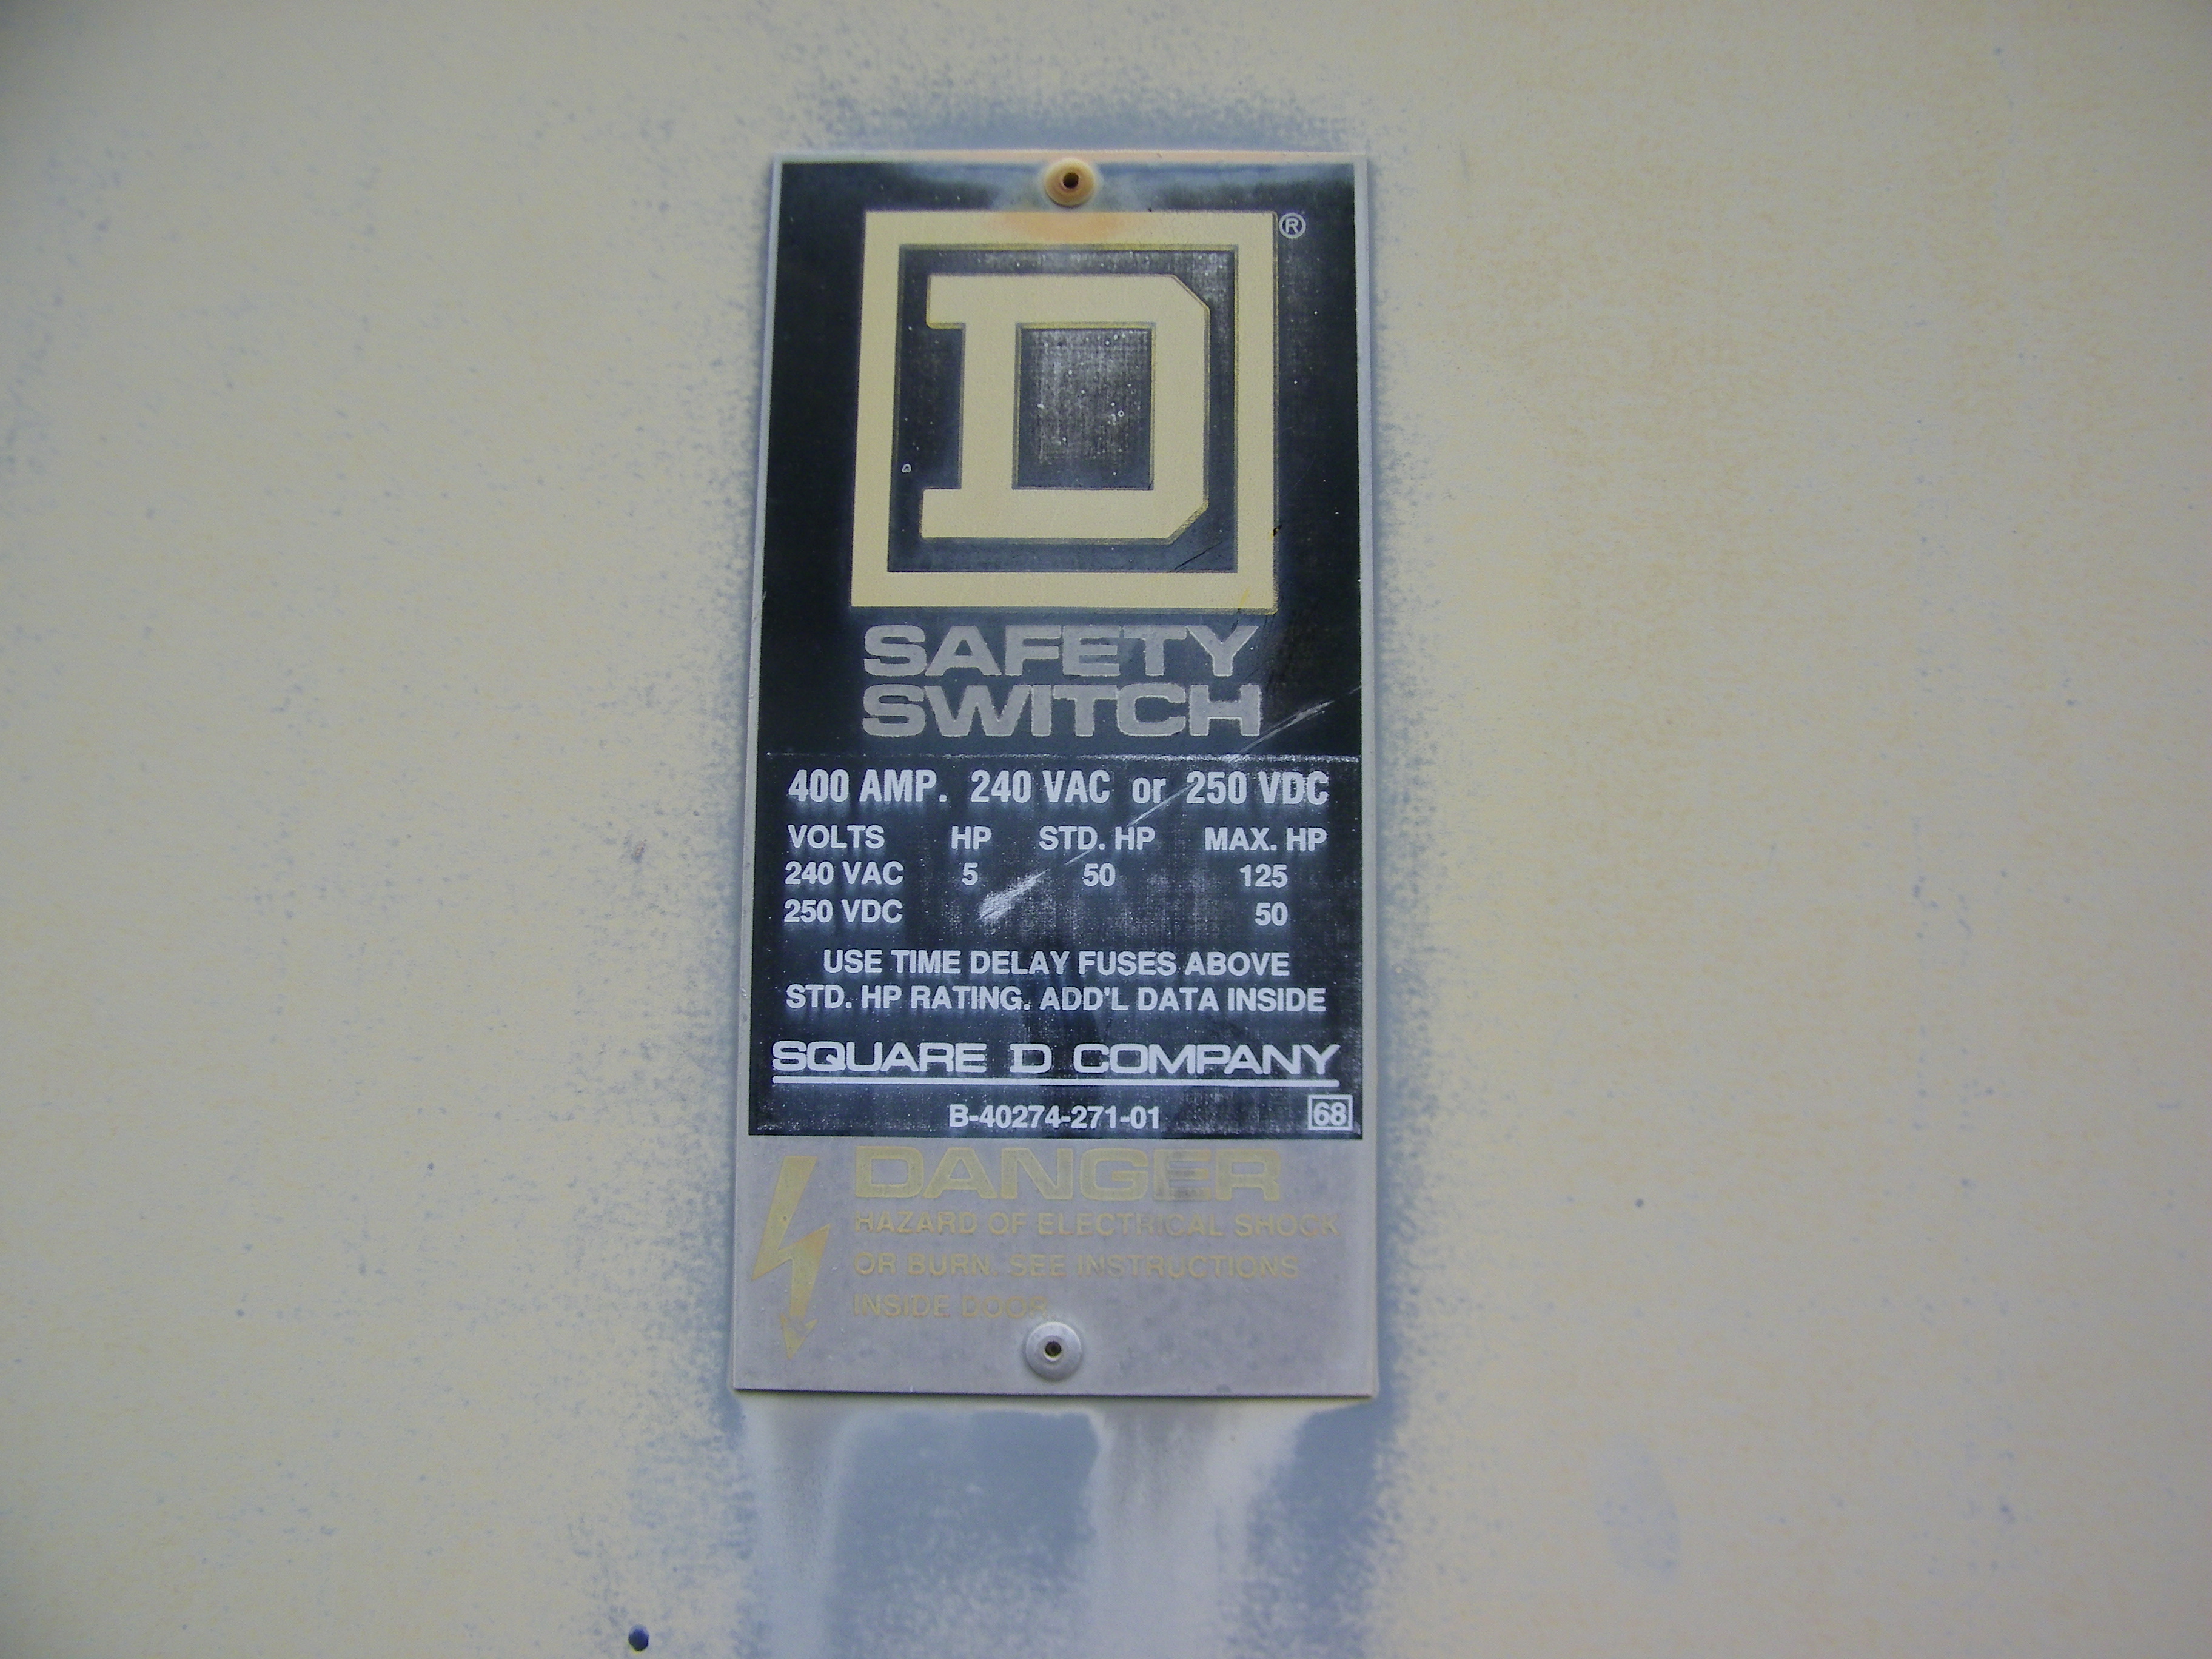 D ®
SAFETY
SWITCH
400 AMP. 240 VAC or 250 VDC
VOLTS HP STD. HP MAX. HP
240 VAC 5 50 125
250 VDC 50
USE TIME DELAY FUSES ABOVE
STD. HP RATING. ADD'L DATA INSIDE
SQUARE D COMPANY
B-40274-271-01 68
DANGER
HAZARD OF ELECTRICAL SHOCK
OR BURN. SEE INSTRUCTIONS
INSIDE DOOR